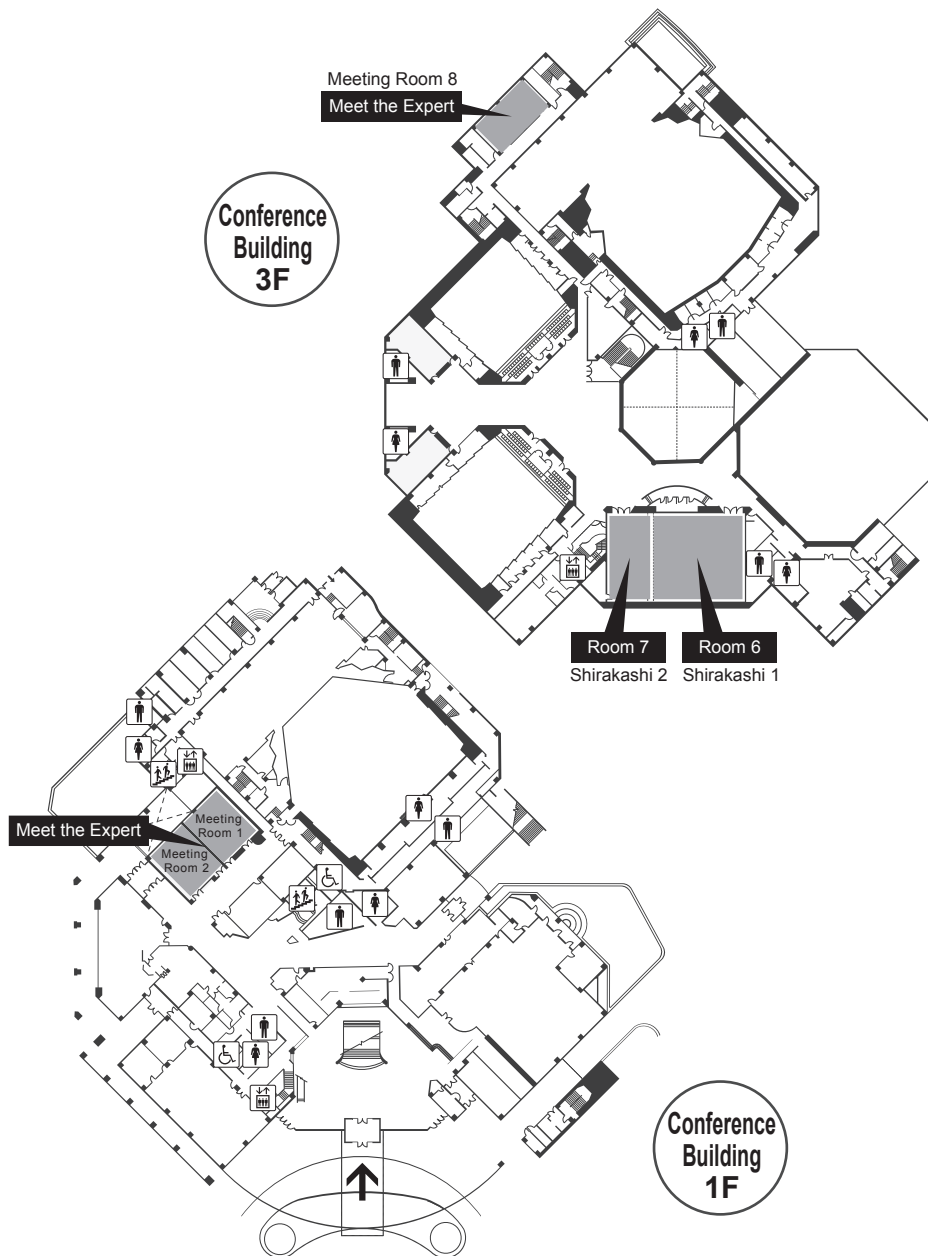 Meeting Room 8
Meet the Expert
Conference
Building
3F
Room 7
Room 6
Shirakashi 2
Shirakashi 1
Meeting
Room 1
Meet the Expert
Meeting
Room 2
Conference
Building
1F